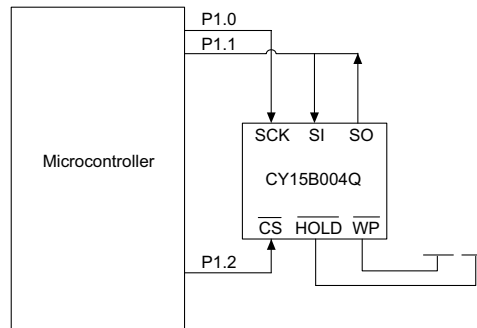 P1.0
P1.1
SCK SI SO
Microcontroller
CY15B004Q
CS HOLD WP
P1.2